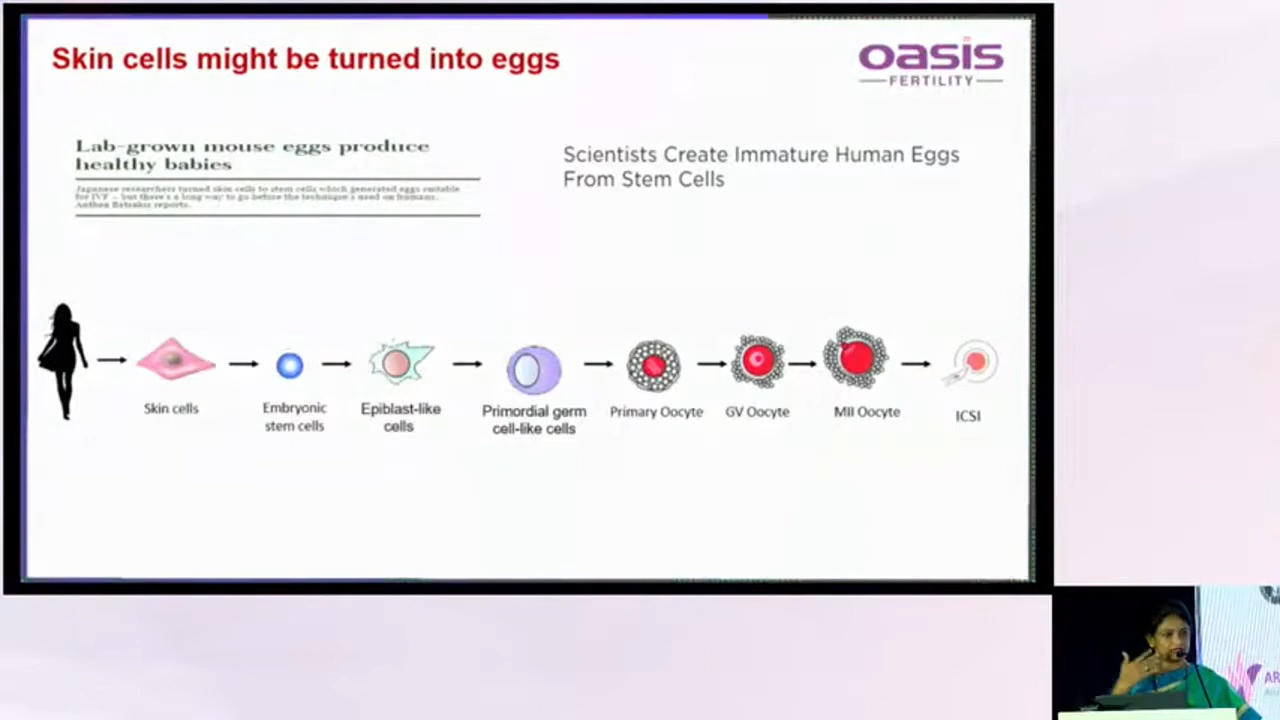 Skin cells might be turned into eggs
oasis
FERTILITY
Lab-grown mouse eggs produce
healthy babies
Japanese researchers turned skin cells to stem cells which generated eggs suitable
for IVF – but there's a long way to go before the technique's used on humans.
Anthea Batsakis reports.
Scientists Create Immature Human Eggs
From Stem Cells
Skin cells
Embryonic
stem cells
Epiblast-like
cells
Primordial germ
cell-like cells
Primary Oocyte
GV Oocyte
MII Oocyte
ICSI
AR